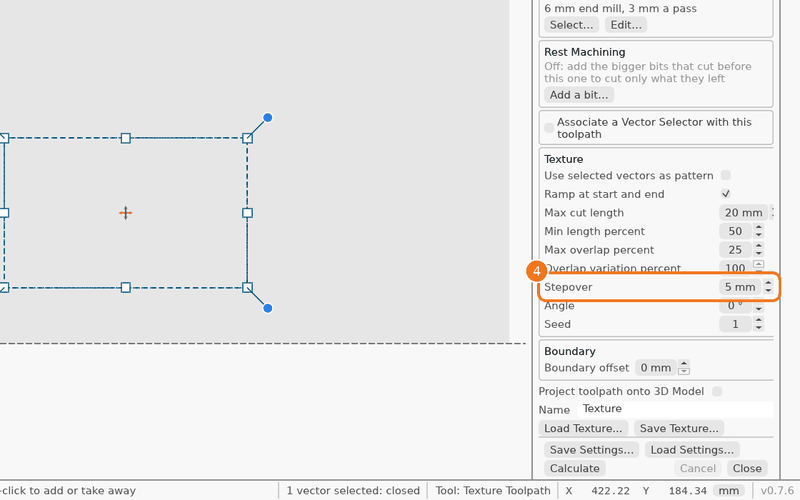 6 mm end mill, 3 mm a pass
Select... Edit...
Rest Machining
Off: add the bigger bits that cut before
this one to cut only what they left
Add a bit...
Associate a Vector Selector with this
toolpath
Texture
Use selected vectors as pattern
Ramp at start and end
Max cut length 20 mm
Min length percent 50
Max overlap percent 25
Overlap variation percent 100
4
Stepover 5 mm
Angle 0 °
Seed 1
Boundary
Boundary offset 0 mm
Project toolpath onto 3D Model
Name Texture
Load Texture... Save Texture...
Save Settings... Load Settings...
Calculate Cancel Close
-click to add or take away 1 vector selected: closed Tool: Texture Toolpath X 422.22 Y 184.34 mm v0.7.6